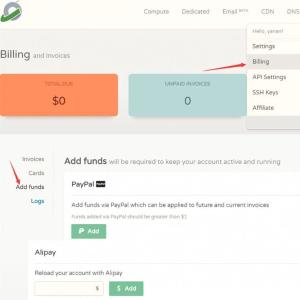 Compute Dedicated Email BETA CDN DNS
Hello, yanan!
Settings
Billing
API Settings
SSH Keys
Affiliate
Billing and Invoices
TOTAL DUE
$0
UNPAID INVOICES
0
Invoices
Cards
Add funds
Logs
Add funds will be required to keep your account active and running
PayPal
Add funds via PayPal which can be applied to future and current invoices
Funds added via PayPal should be greater than $1
Add
Alipay
Reload your account with Alipay
$
$ Add